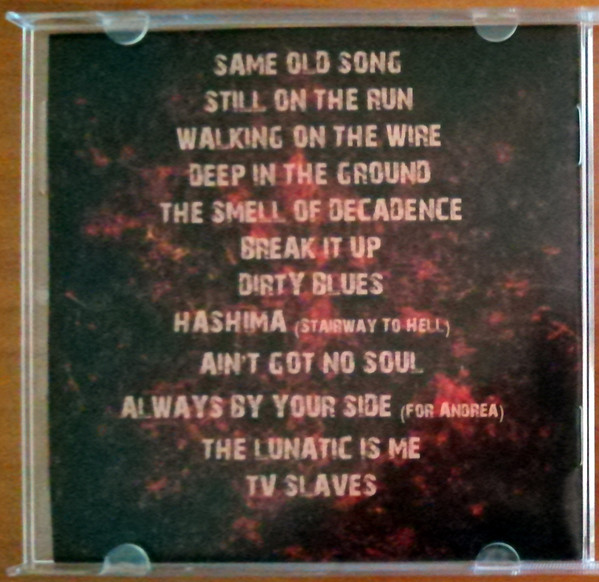 SAME OLD SONG
STILL ON THE RUN
WALKING ON THE WIRE
DEEP IN THE GROUND
THE SMELL OF DECADENCE
BREAK IT UP
DIRTY BLUES
HASHIMA (STAIRWAY TO HELL)
AIN'T GOT NO SOUL
ALWAYS BY YOUR SIDE (FOR ANDREA)
THE LUNATIC IS ME
TV SLAVES